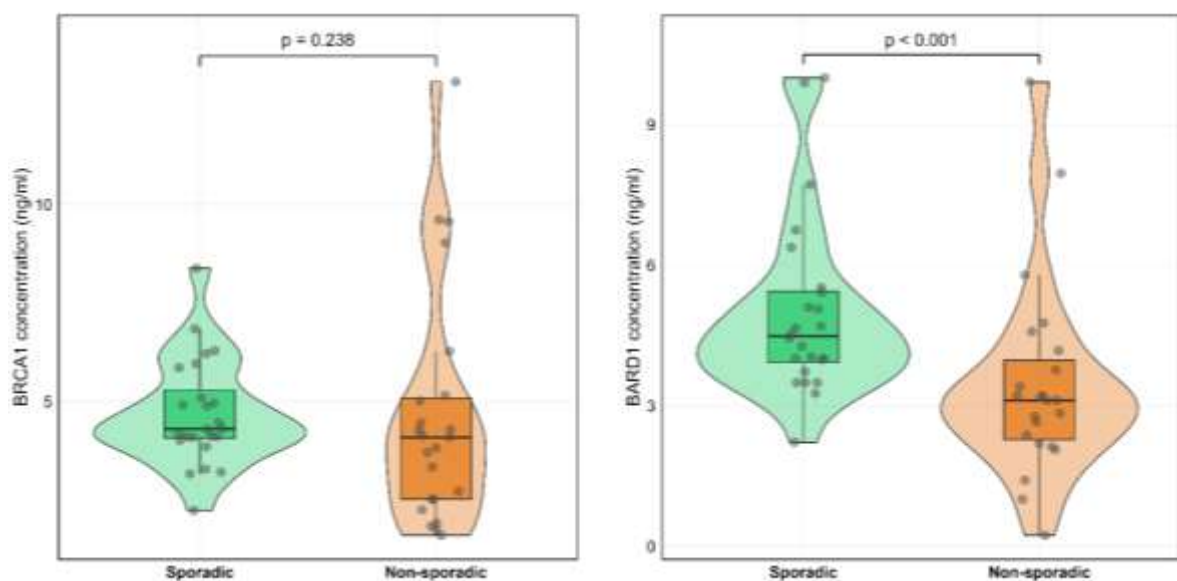 p = 0.238
BRCA1 concentration (ng/ml)
10
5
Sporadic
Non-sporadic
p < 0.001
BARD1 concentration (ng/ml)
9
6
3
0
Sporadic
Non-sporadic